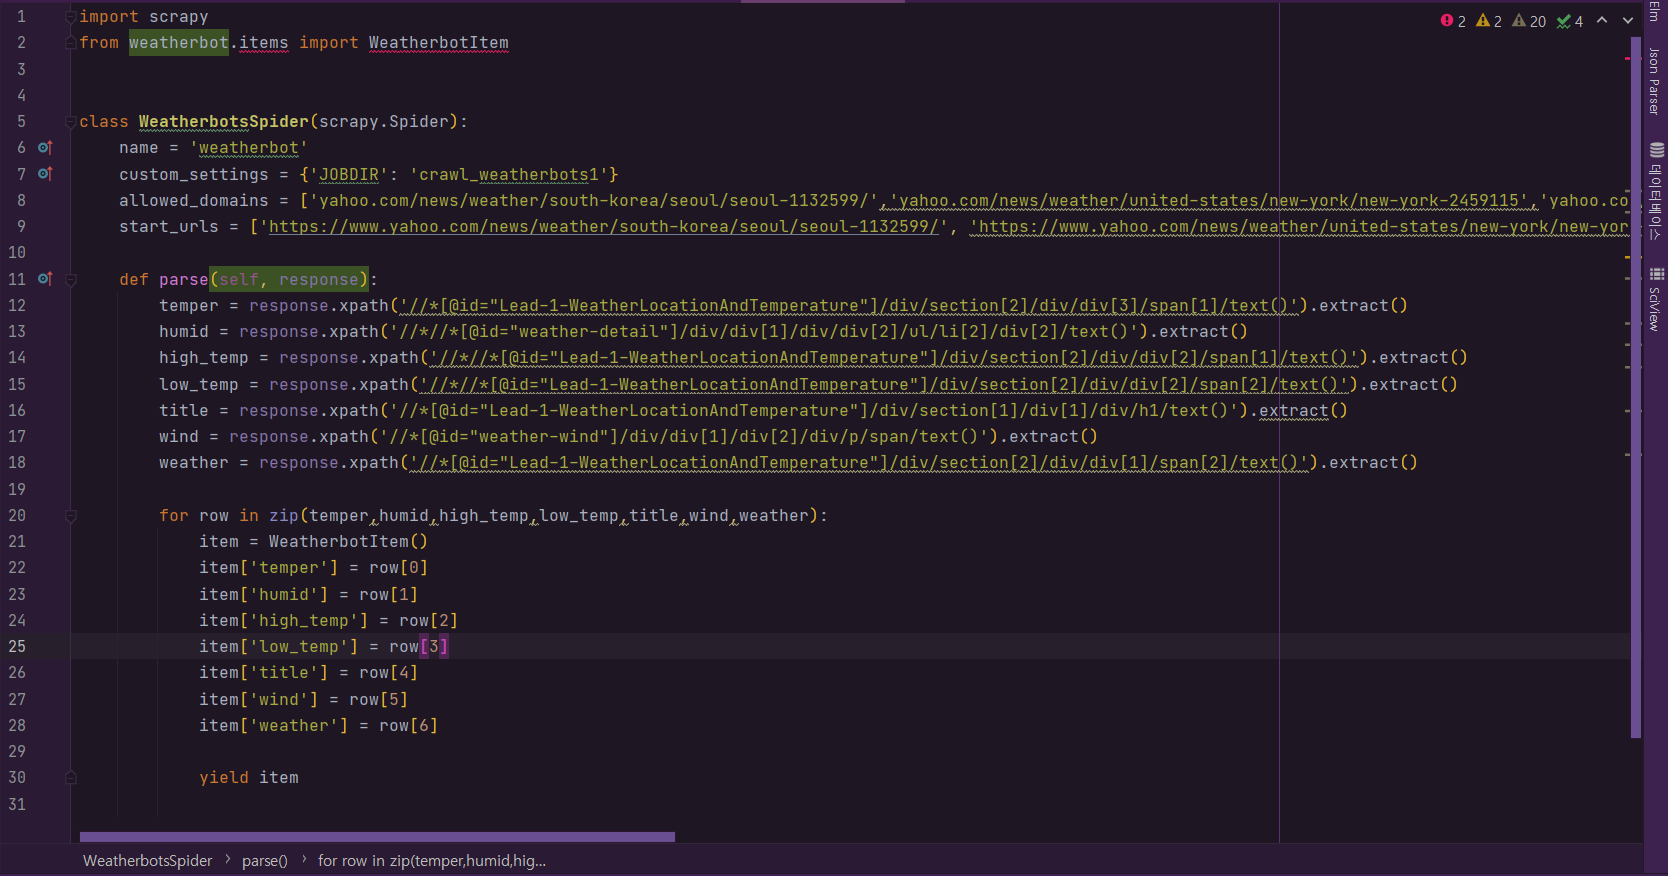 1 import scrapy
2 from weatherbot.items import WeatherbotItem
3
4
5 class WeatherbotsSpider(scrapy.Spider):
6 name = 'weatherbot'
7 custom_settings = {'JOBDIR': 'crawl_weatherbots1'}
8 allowed_domains = ['yahoo.com/news/weather/south-korea/seoul/seoul-1132599/','yahoo.com/news/weather/united-states/new-york/new-york-2459115','yahoo.co
9 start_urls = ['https://www.yahoo.com/news/weather/south-korea/seoul/seoul-1132599/', 'https://www.yahoo.com/news/weather/united-states/new-york/new-yor
10
11 def parse(self, response):
12 temper = response.xpath('//*[@id="Lead-1-WeatherLocationAndTemperature"]/div/section[2]/div/div[3]/span[1]/text()').extract()
13 humid = response.xpath('//*//*[@id="weather-detail"]/div/div[1]/div/div[2]/ul/li[2]/div[2]/text()').extract()
14 high_temp = response.xpath('//*//*[@id="Lead-1-WeatherLocationAndTemperature"]/div/section[2]/div/div[2]/span[1]/text()').extract()
15 low_temp = response.xpath('//*//*[@id="Lead-1-WeatherLocationAndTemperature"]/div/section[2]/div/div[2]/span[2]/text()').extract()
16 title = response.xpath('//*[@id="Lead-1-WeatherLocationAndTemperature"]/div/section[1]/div[1]/div/h1/text()').extract()
17 wind = response.xpath('//*[@id="weather-wind"]/div/div[1]/div[2]/div/p/span/text()').extract()
18 weather = response.xpath('//*[@id="Lead-1-WeatherLocationAndTemperature"]/div/section[2]/div/div[1]/span[2]/text()').extract()
19
20 for row in zip(temper,humid,high_temp,low_temp,title,wind,weather):
21 item = WeatherbotItem()
22 item['temper'] = row[0]
23 item['humid'] = row[1]
24 item['high_temp'] = row[2]
25 item['low_temp'] = row[3]
26 item['title'] = row[4]
27 item['wind'] = row[5]
28 item['weather'] = row[6]
29
30 yield item
31
WeatherbotsSpider › parse() › for row in zip(temper,humid,hig...
2 2 20 4
Elm
Json Parser
데이터베이스
SciView